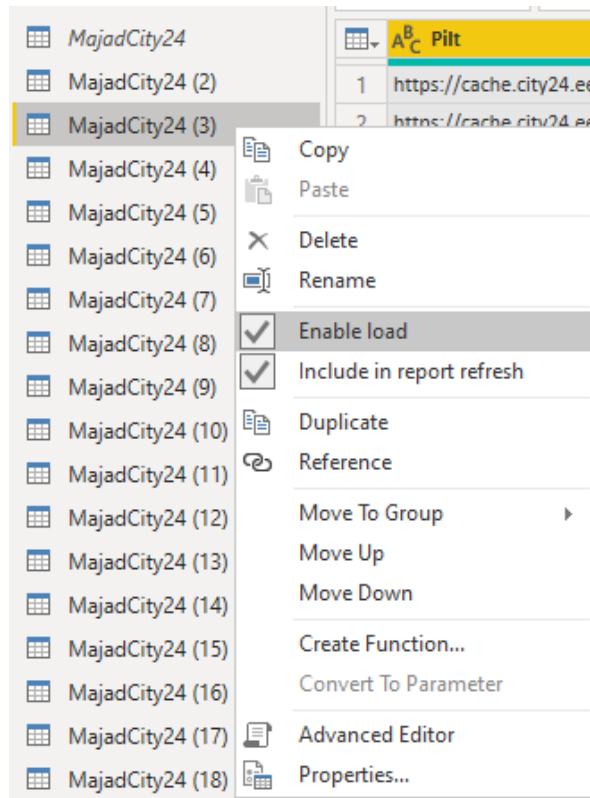 MajadCity24
MajadCity24 (2)
MajadCity24 (3)
MajadCity24 (4)
MajadCity24 (5)
MajadCity24 (6)
MajadCity24 (7)
MajadCity24 (8)
MajadCity24 (9)
MajadCity24 (10)
MajadCity24 (11)
MajadCity24 (12)
MajadCity24 (13)
MajadCity24 (14)
MajadCity24 (15)
MajadCity24 (16)
MajadCity24 (17)
MajadCity24 (18)
ABC Pilt
1 https://cache.city24.ee
2 https://cache.city24.ee
Copy
Paste
Delete
Rename
Enable load
Include in report refresh
Duplicate
Reference
Move To Group
Move Up
Move Down
Create Function...
Convert To Parameter
Advanced Editor
Properties...